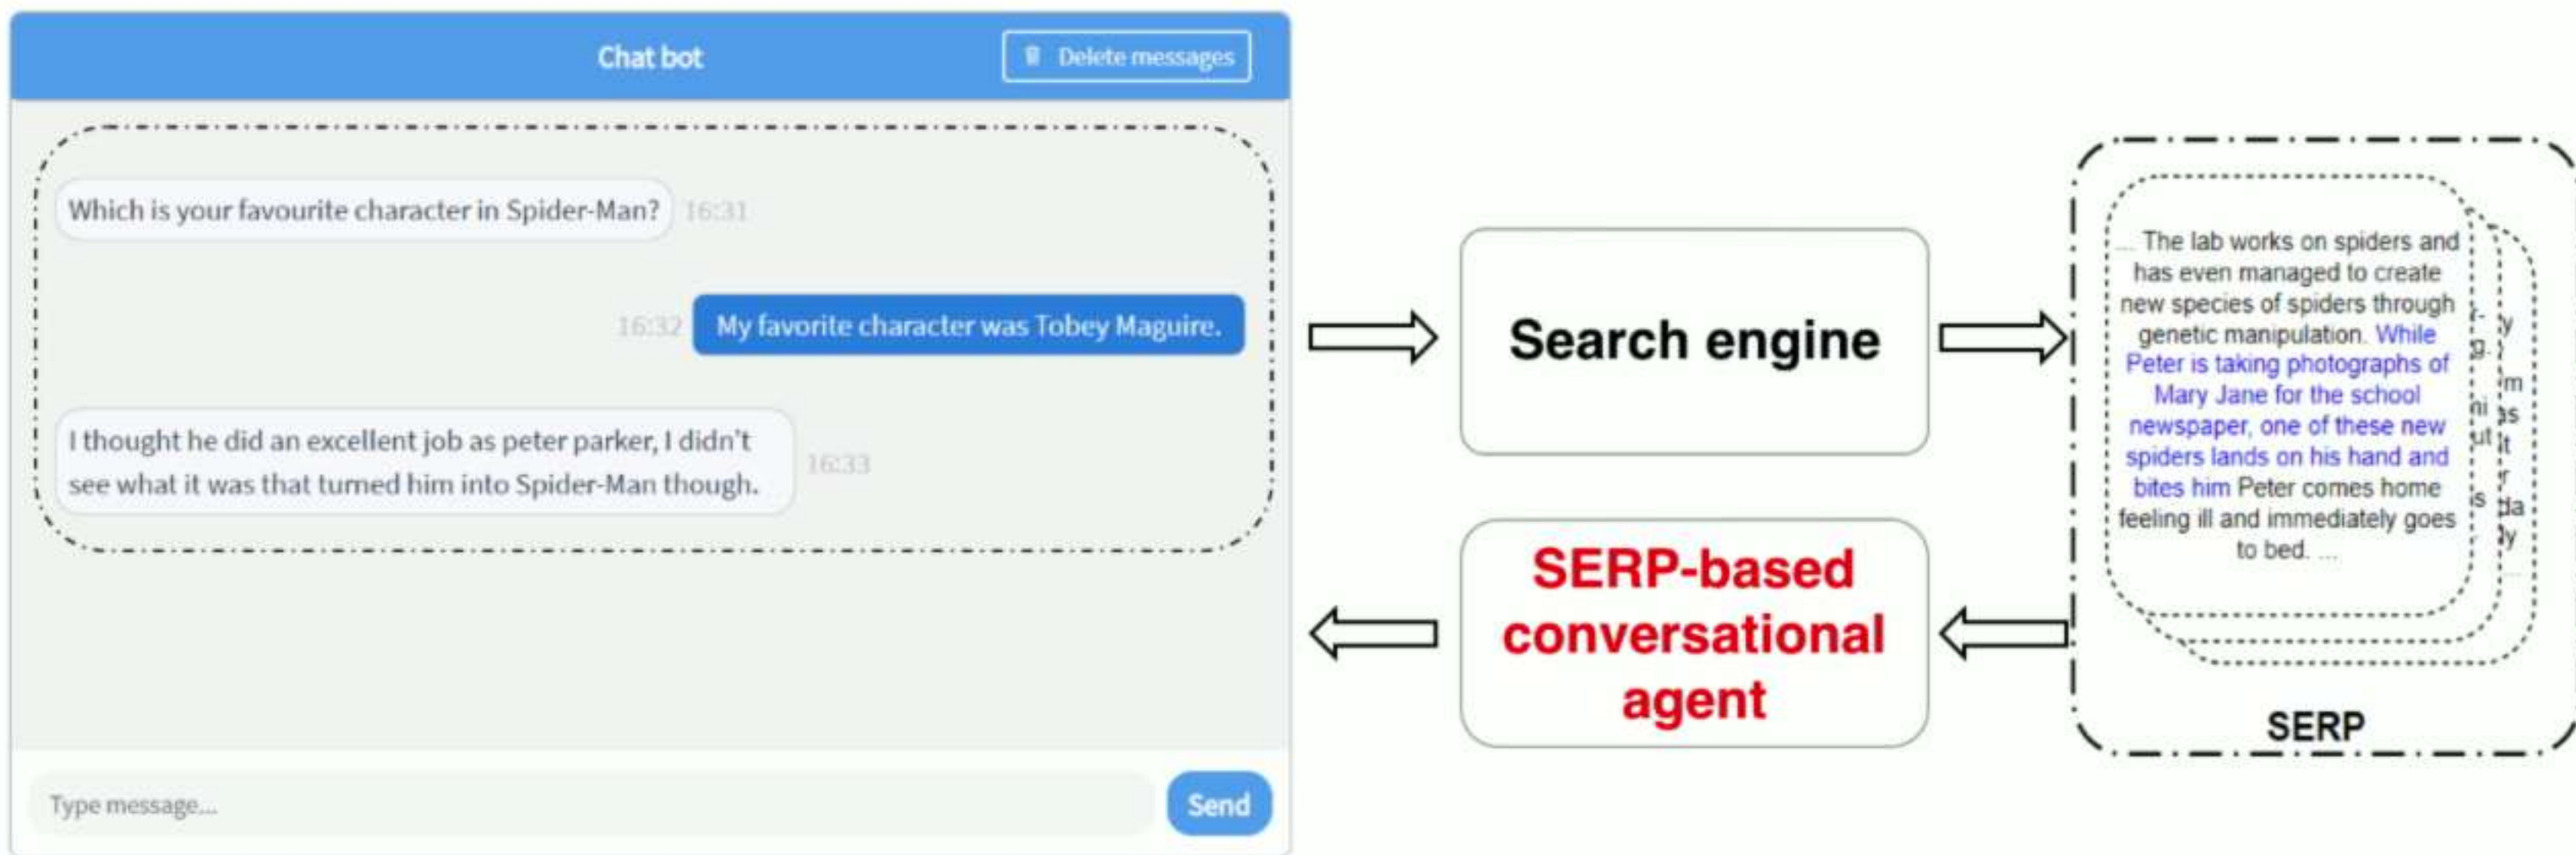 Chat bot
Delete messages
Which is your favourite character in Spider-Man?
16:31
16:32
My favorite character was Tobey Maguire.
I thought he did an excellent job as peter parker, I didn't
see what it was that turned him into Spider-Man though.
16:33
Type message...
Send
Search engine
SERP-based
conversational
agent
... The lab works on spiders and
has even managed to create
new species of spiders through
genetic manipulation. While
Peter is taking photographs of
Mary Jane for the school
newspaper, one of these new
spiders lands on his hand and
bites him Peter comes home
feeling ill and immediately goes
to bed. ...
SERP